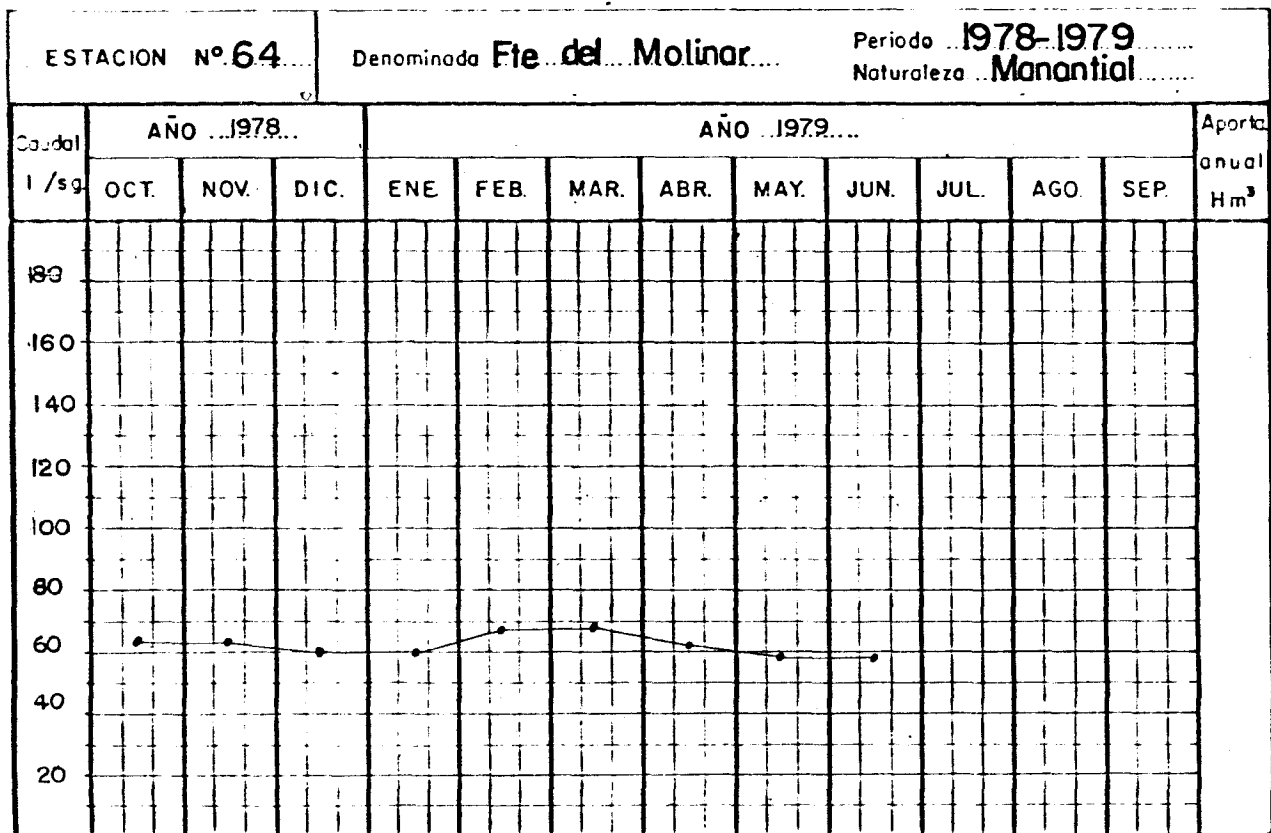 ESTACION Nº 64 Denominada Fte del Molinar Periodo 1978-1979
Naturaleza Manantial
Caudal AÑO 1978 AÑO 1979 Aporta
l /sg OCT. NOV. DIC. ENE FEB. MAR. ABR. MAY. JUN. JUL. AGO. SEP. anual
Hm³
180
160
140
120
100
80
60
40
20